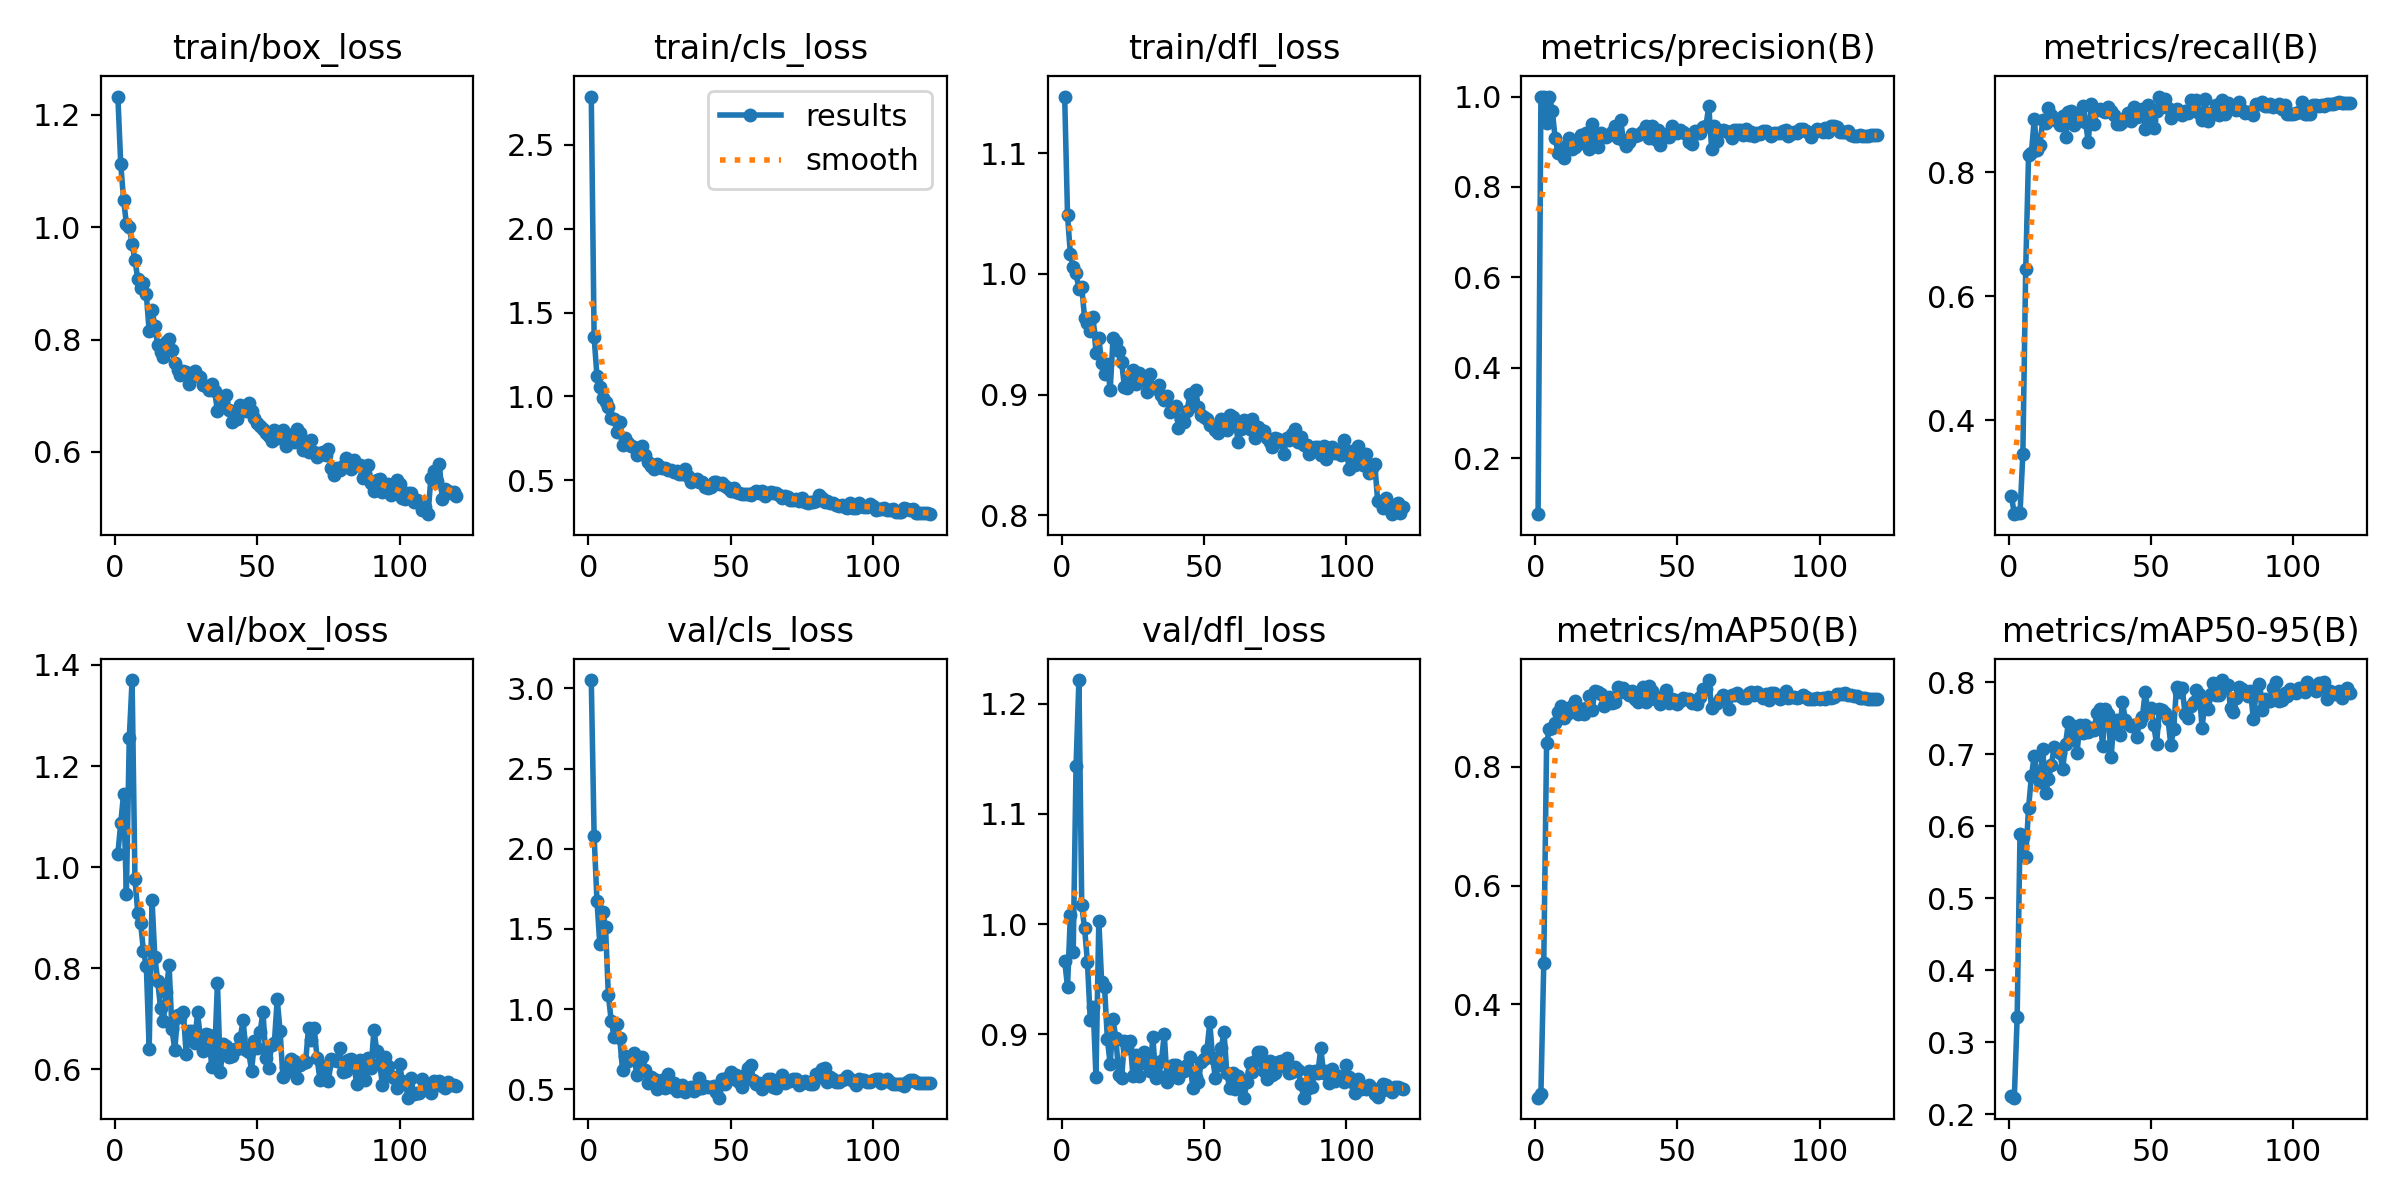 train/box_loss
1.2
1.0
0.8
0.6
0 50 100
train/cls_loss
results
smooth
2.5
2.0
1.5
1.0
0.5
0 50 100
train/dfl_loss
1.1
1.0
0.9
0.8
0 50 100
metrics/precision(B)
1.0
0.8
0.6
0.4
0.2
0 50 100
metrics/recall(B)
0.8
0.6
0.4
0 50 100
val/box_loss
1.4
1.2
1.0
0.8
0.6
0 50 100
val/cls_loss
3.0
2.5
2.0
1.5
1.0
0.5
0 50 100
val/dfl_loss
1.2
1.1
1.0
0.9
0 50 100
metrics/mAP50(B)
0.8
0.6
0.4
0 50 100
metrics/mAP50-95(B)
0.8
0.7
0.6
0.5
0.4
0.3
0.2
0 50 100